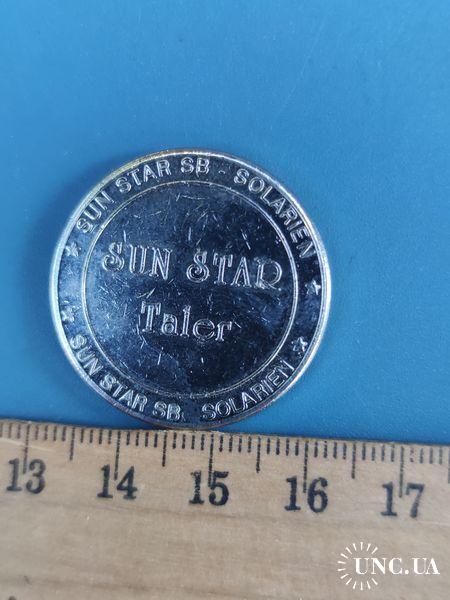 SUN STAR SB - SOLARIEN
SUN STAR
Taler
SUN STAR SB. SOLARIEN
13 14 15 16 17
UNC.UA